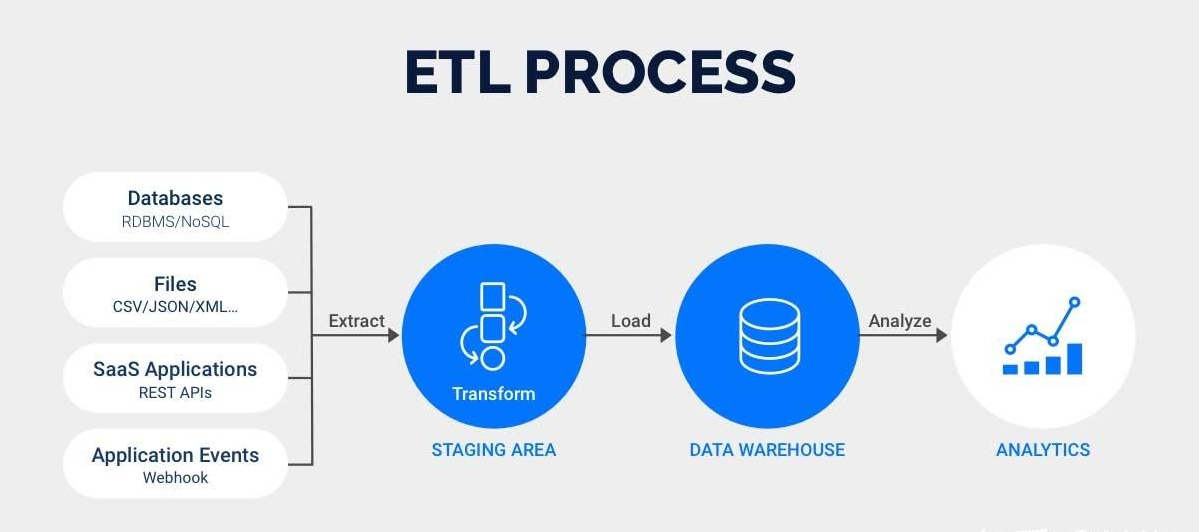 ETL PROCESS
Databases
RDBMS/NoSQL
Files
CSV/JSON/XML...
SaaS Applications
REST APIs
Application Events
Webhook
Extract
Transform
STAGING AREA
Load
DATA WAREHOUSE
Analyze
ANALYTICS